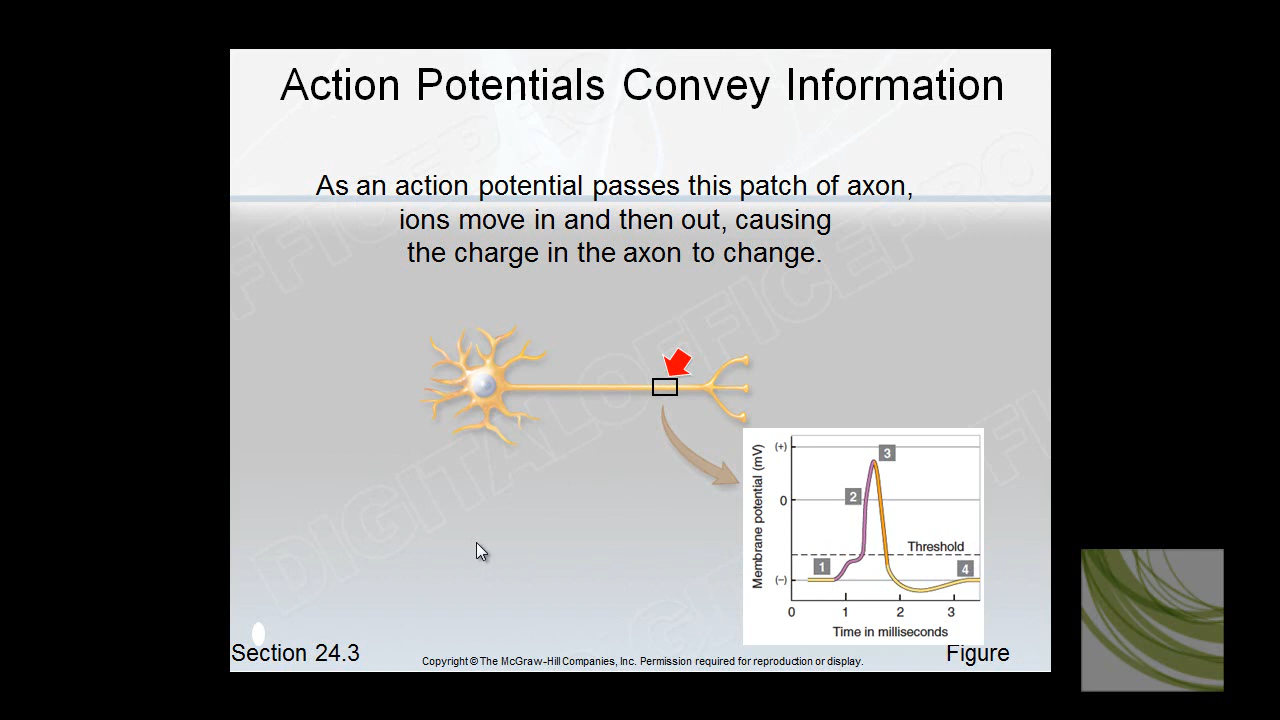 Action Potentials Convey Information
As an action potential passes this patch of axon,
ions move in and then out, causing
the charge in the axon to change.
Membrane potential (mV)
(+)
0
(–)
1
2
3
4
Threshold
0 1 2 3
Time in milliseconds
Section 24.3
Copyright © The McGraw-Hill Companies, Inc. Permission required for reproduction or display.
Figure
DIGITALOFFICEPRO